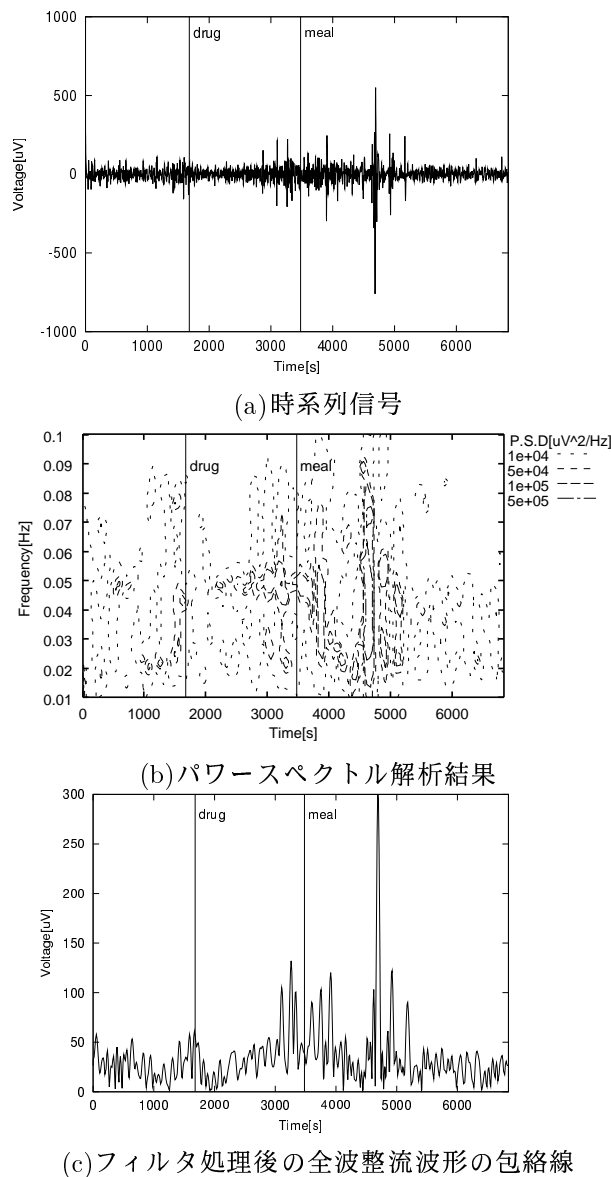 1000
drug
meal
500
Voltage[uV]
0
-500
-1000
0 1000 2000 3000 4000 5000 6000
Time[s]
(a)時系列信号
0.1
P.S.D[uV^2/Hz]
1e+04
5e+04
1e+05
5e+05
0.09
drug
meal
0.08
0.07
0.06
Frequency[Hz]
0.05
0.04
0.03
0.02
0.01
0 1000 2000 3000 4000 5000 6000
Time[s]
(b)パワースペクトル解析結果
300
drug
meal
250
200
Voltage[uV]
150
100
50
0
0 1000 2000 3000 4000 5000 6000
Time[s]
(c)フィルタ処理後の全波整流波形の包絡線